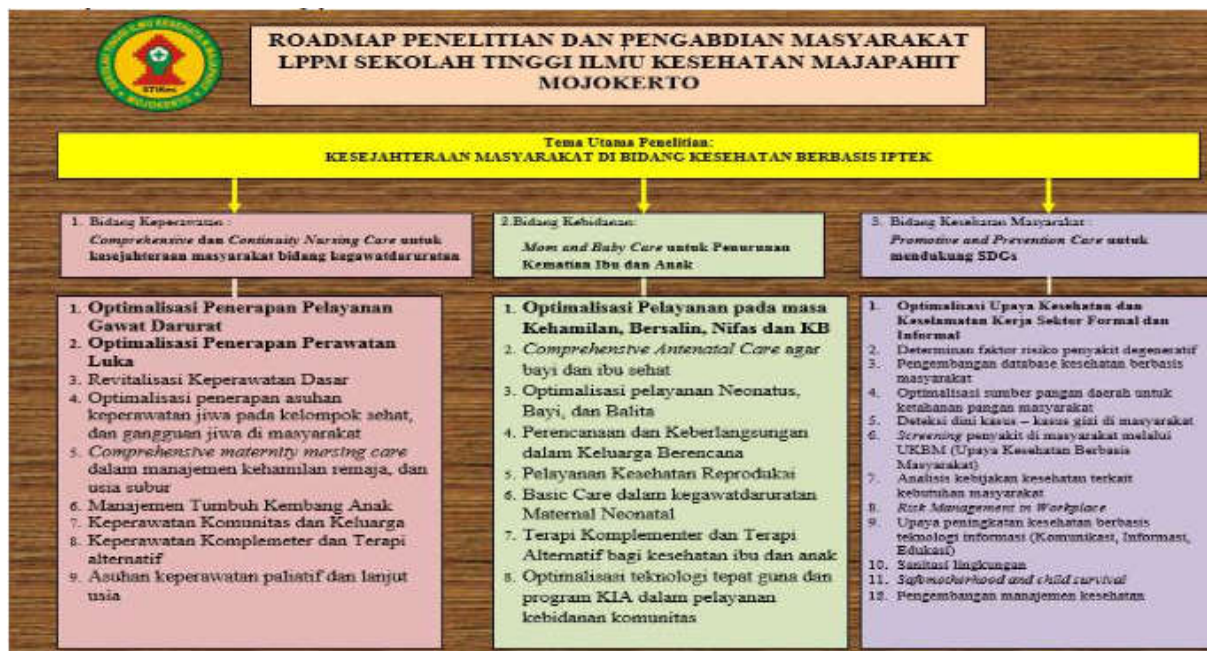 ROADMAP PENELITIAN DAN PENGABDIAN MASYARAKAT
LPPM SEKOLAH TINGGI ILMU KESEHATAN MAJAPAHIT
MOJOKERTO
Tema Utama Penelitian:
KESEJAHTERAAN MASYARAKAT DI BIDANG KESEHATAN BERBASIS IPTEK
1. Bidang Keperawatan :
Comprehensive dan Continuity Nursing Care untuk
kesejahteraan masyarakat bidang kegawatdaruratan
1. Optimalisasi Penerapan Pelayanan
Gawat Darurat
2. Optimalisasi Penerapan Perawatan
Luka
3. Revitalisasi Keperawatan Dasar
4. Optimalisasi penerapan asuhan
keperawatan jiwa pada kelompok sehat,
dan gangguan jiwa di masyarakat
5. Comprehensive maternity nursing care
dalam manajemen kehamilan remaja, dan
usia subur
6. Manajemen Tumbuh Kembang Anak
7. Keperawatan Komunitas dan Keluarga
8. Keperawatan Komplemeter dan Terapi
alternatif
9. Asuhan keperawatan paliatif dan lanjut
usia
2.Bidang Kebidanan:
Mom and Baby Care untuk Penurunan
Kematian Ibu dan Anak
1. Optimalisasi Pelayanan pada masa
Kehamilan, Bersalin, Nifas dan KB
2. Comprehensive Antenatal Care agar
bayi dan ibu sehat
3. Optimalisasi pelayanan Neonatus,
Bayi, dan Balita
4. Perencanaan dan Keberlangsungan
dalam Keluarga Berencana
5. Pelayanan Kesehatan Reproduksi
6. Basic Care dalam kegawatdaruratan
Maternal Neonatal
7. Terapi Komplementer dan Terapi
Alternatif bagi kesehatan ibu dan anak
8. Optimalisasi teknologi tepat guna dan
program KIA dalam pelayanan
kebidanan komunitas
3. Bidang Kesehatan Masyarakat :
Promotive and Prevention Care untuk
mendukung SDGs
1. Optimalisasi Upaya Kesehatan dan
Keselamatan Kerja Sektor Formal dan
Informal
2. Determinan faktor risiko penyakit degeneratif
3. Pengembangan database kesehatan berbasis
masyarakat
4. Optimalisasi sumber pangan daerah untuk
ketahanan pangan masyarakat
5. Deteksi dini kasus – kasus gizi di masyarakat
6. Screening penyakit di masyarakat melalui
UKBM (Upaya Kesehatan Berbasis
Masyarakat)
7. Analisis kebijakan kesehatan terkait
kebutuhan masyarakat
8. Risk Management in Workplace
9. Upaya peningkatan kesehatan berbasis
teknologi informasi (Komunikasi, Informasi,
Edukasi)
10. Sanitasi lingkungan
11. Safemotherhood and child survival
12. Pengembangan manajemen kesehatan